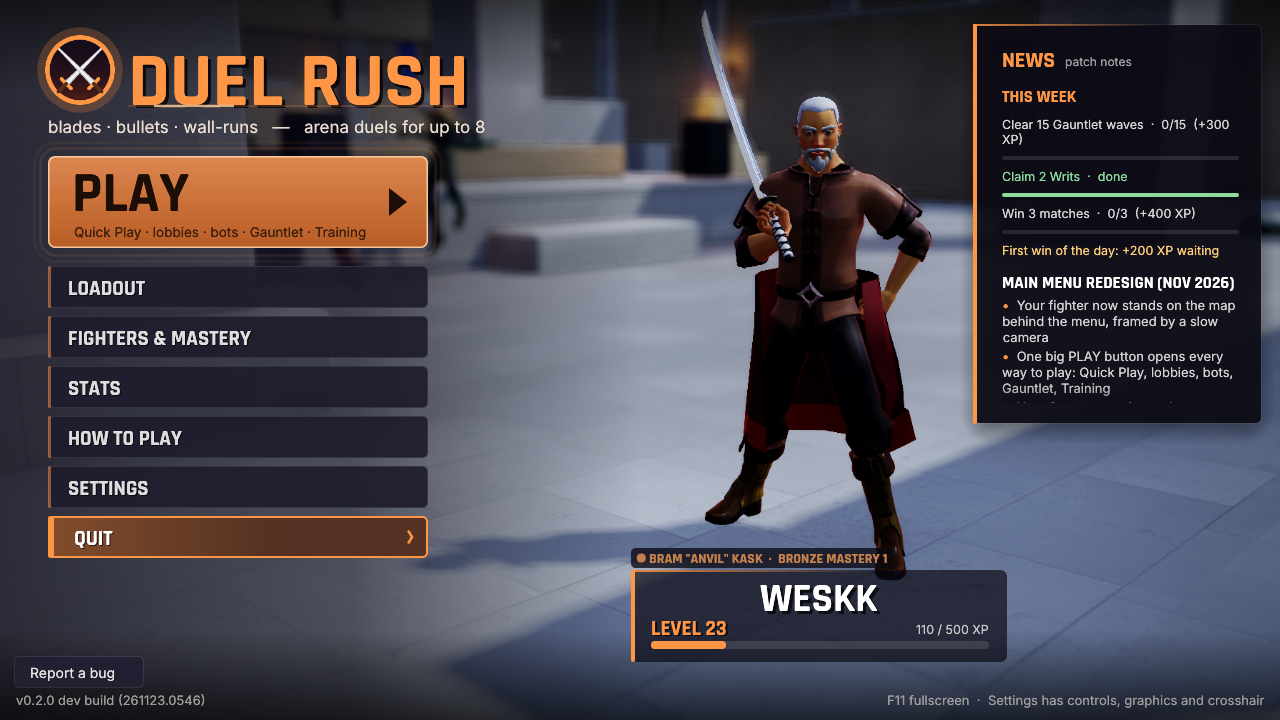 DUEL RUSH
blades · bullets · wall-runs — arena duels for up to 8
PLAY
Quick Play · lobbies · bots · Gauntlet · Training
LOADOUT
FIGHTERS & MASTERY
STATS
HOW TO PLAY
SETTINGS
QUIT
NEWS patch notes
THIS WEEK
Clear 15 Gauntlet waves · 0/15 (+300
XP)
Claim 2 Writs · done
Win 3 matches · 0/3 (+400 XP)
First win of the day: +200 XP waiting
MAIN MENU REDESIGN (NOV 2026)
• Your fighter now stands on the map
behind the menu, framed by a slow
camera
• One big PLAY button opens every
way to play: Quick Play, lobbies, bots,
Gauntlet, Training
BRAM "ANVIL" KASK · BRONZE MASTERY 1
WESKK
LEVEL 23
110 / 500 XP
Report a bug
v0.2.0 dev build (261123.0546)
F11 fullscreen · Settings has controls, graphics and crosshair